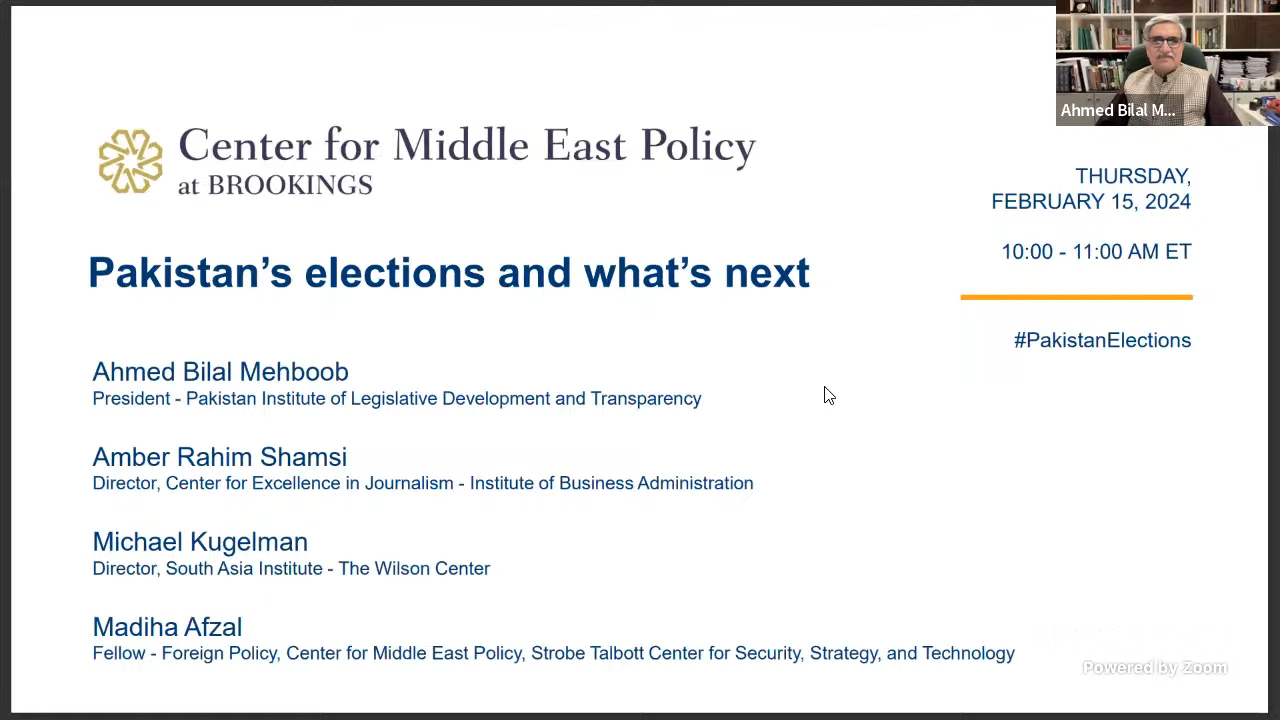 Ahmed Bilal M...
Center for Middle East Policy
at BROOKINGS
THURSDAY,
FEBRUARY 15, 2024
10:00 - 11:00 AM ET
#PakistanElections
Pakistan’s elections and what’s next
Ahmed Bilal Mehboob
President - Pakistan Institute of Legislative Development and Transparency
Amber Rahim Shamsi
Director, Center for Excellence in Journalism - Institute of Business Administration
Michael Kugelman
Director, South Asia Institute - The Wilson Center
Madiha Afzal
Fellow - Foreign Policy, Center for Middle East Policy, Strobe Talbott Center for Security, Strategy, and Technology
Powered by Zoom